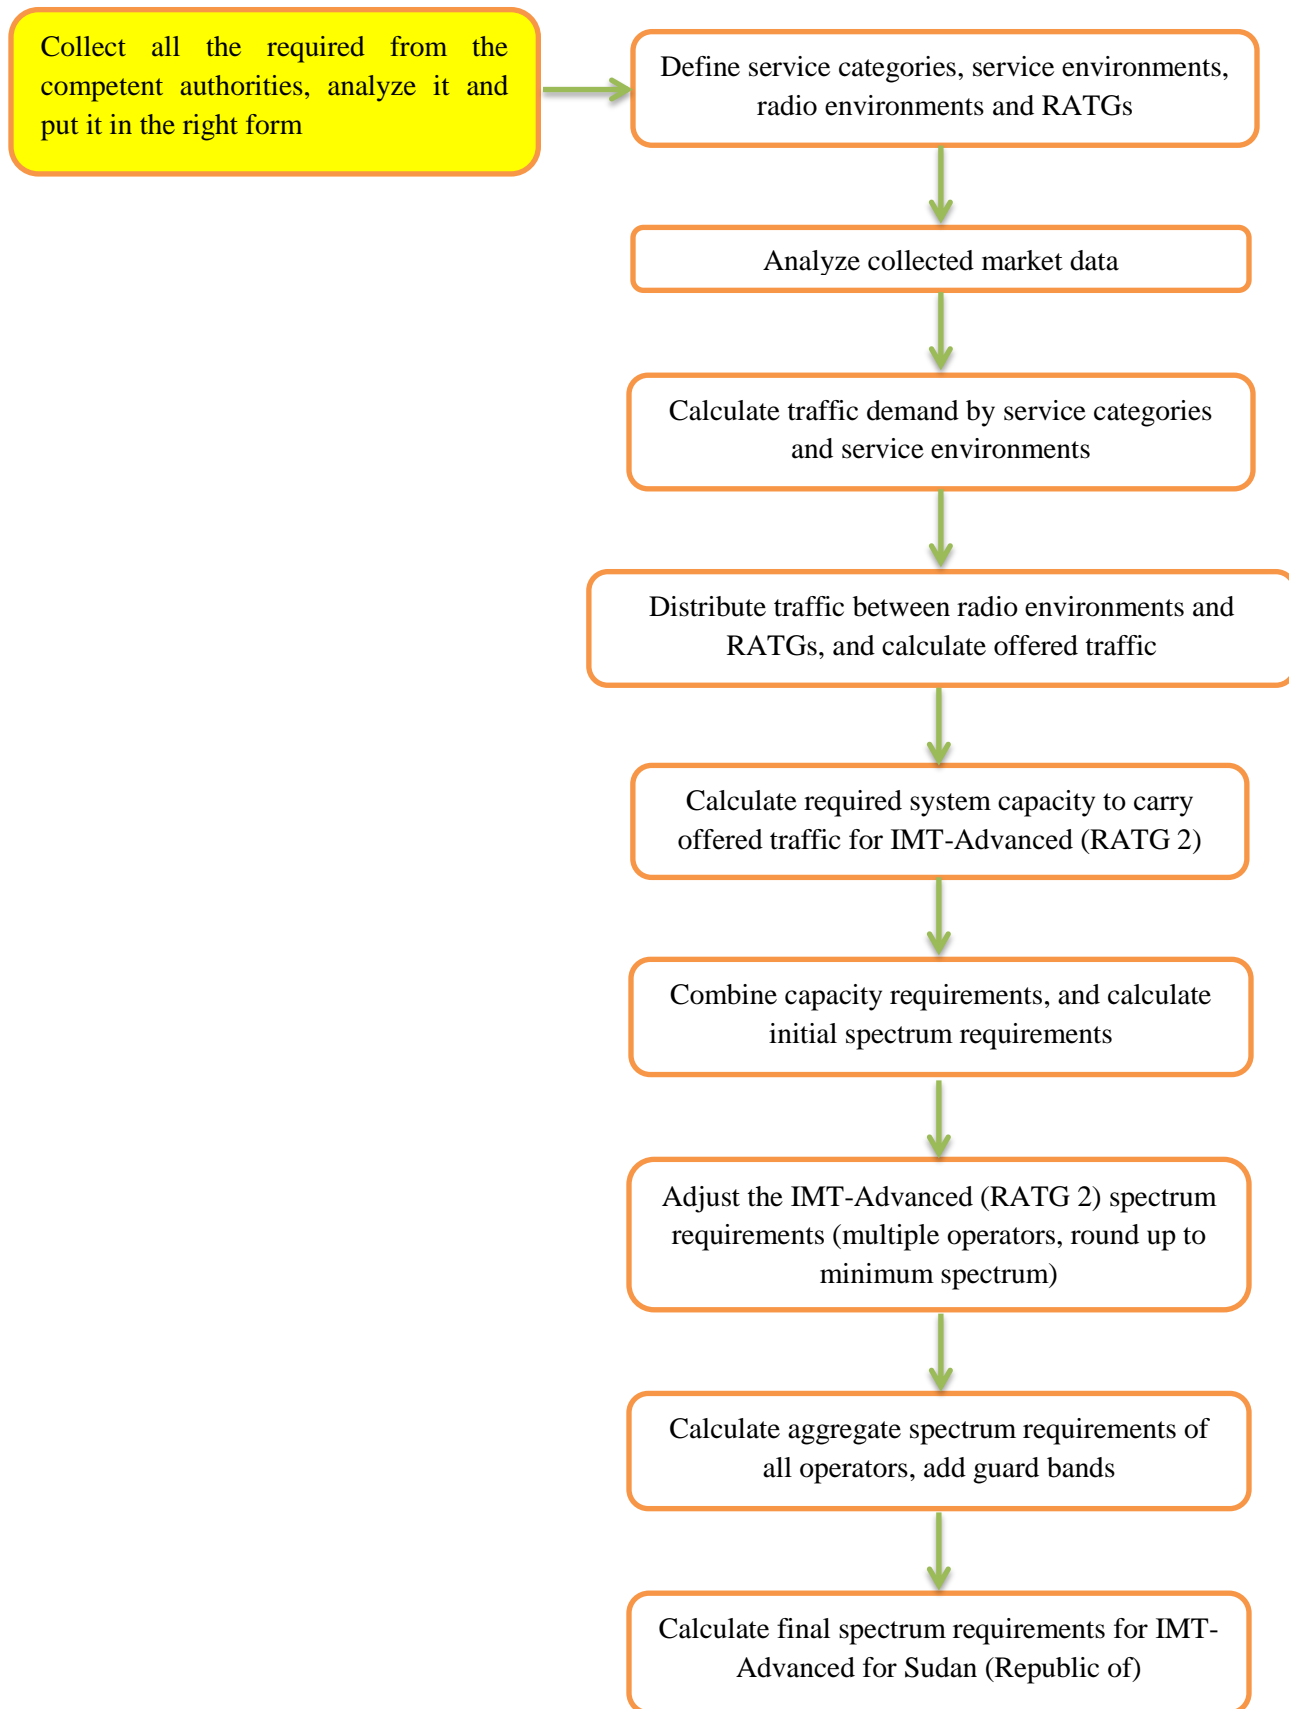 Collect all the required from the
competent authorities, analyze it and
put it in the right form
Define service categories, service environments,
radio environments and RATGs
Analyze collected market data
Calculate traffic demand by service categories
and service environments
Distribute traffic between radio environments and
RATGs, and calculate offered traffic
Calculate required system capacity to carry
offered traffic for IMT-Advanced (RATG 2)
Combine capacity requirements, and calculate
initial spectrum requirements
Adjust the IMT-Advanced (RATG 2) spectrum
requirements (multiple operators, round up to
minimum spectrum)
Calculate aggregate spectrum requirements of
all operators, add guard bands
Calculate final spectrum requirements for IMT-
Advanced for Sudan (Republic of)